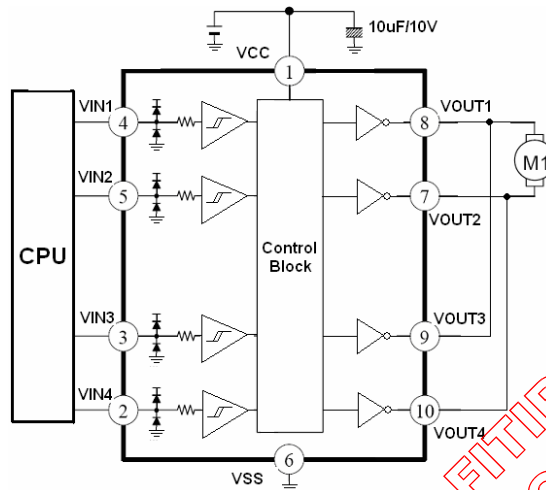 10uF/10V
VCC
1
VIN1
4
8
VOUT1
M1
VIN2
5
7
VOUT2
CPU
Control
Block
VIN3
3
9
VOUT3
VIN4
2
10
VOUT4
6
VSS